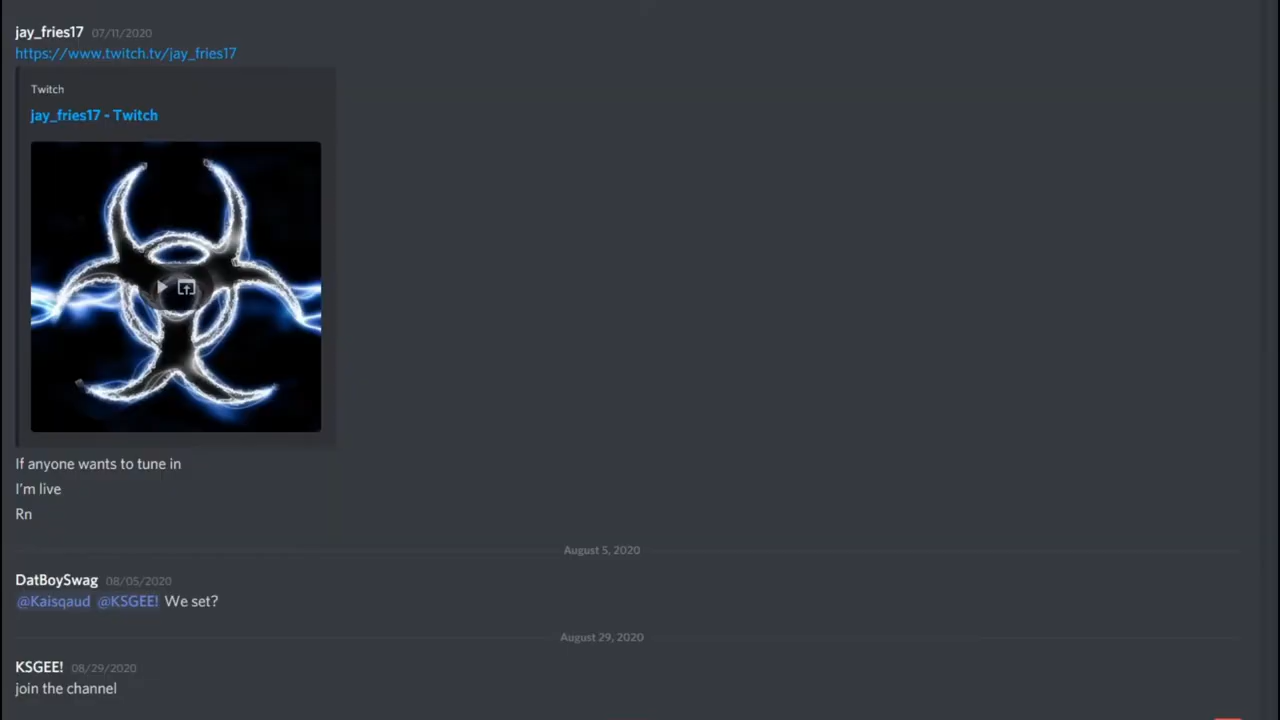 jay_fries17 07/11/2020
https://www.twitch.tv/jay_fries17
Twitch
jay_fries17 - Twitch
If anyone wants to tune in
I'm live
Rn
August 5, 2020
DatBoySwag 08/05/2020
@Kaisqaud @KSGEE! We set?
August 29, 2020
KSGEE! 08/29/2020
join the channel